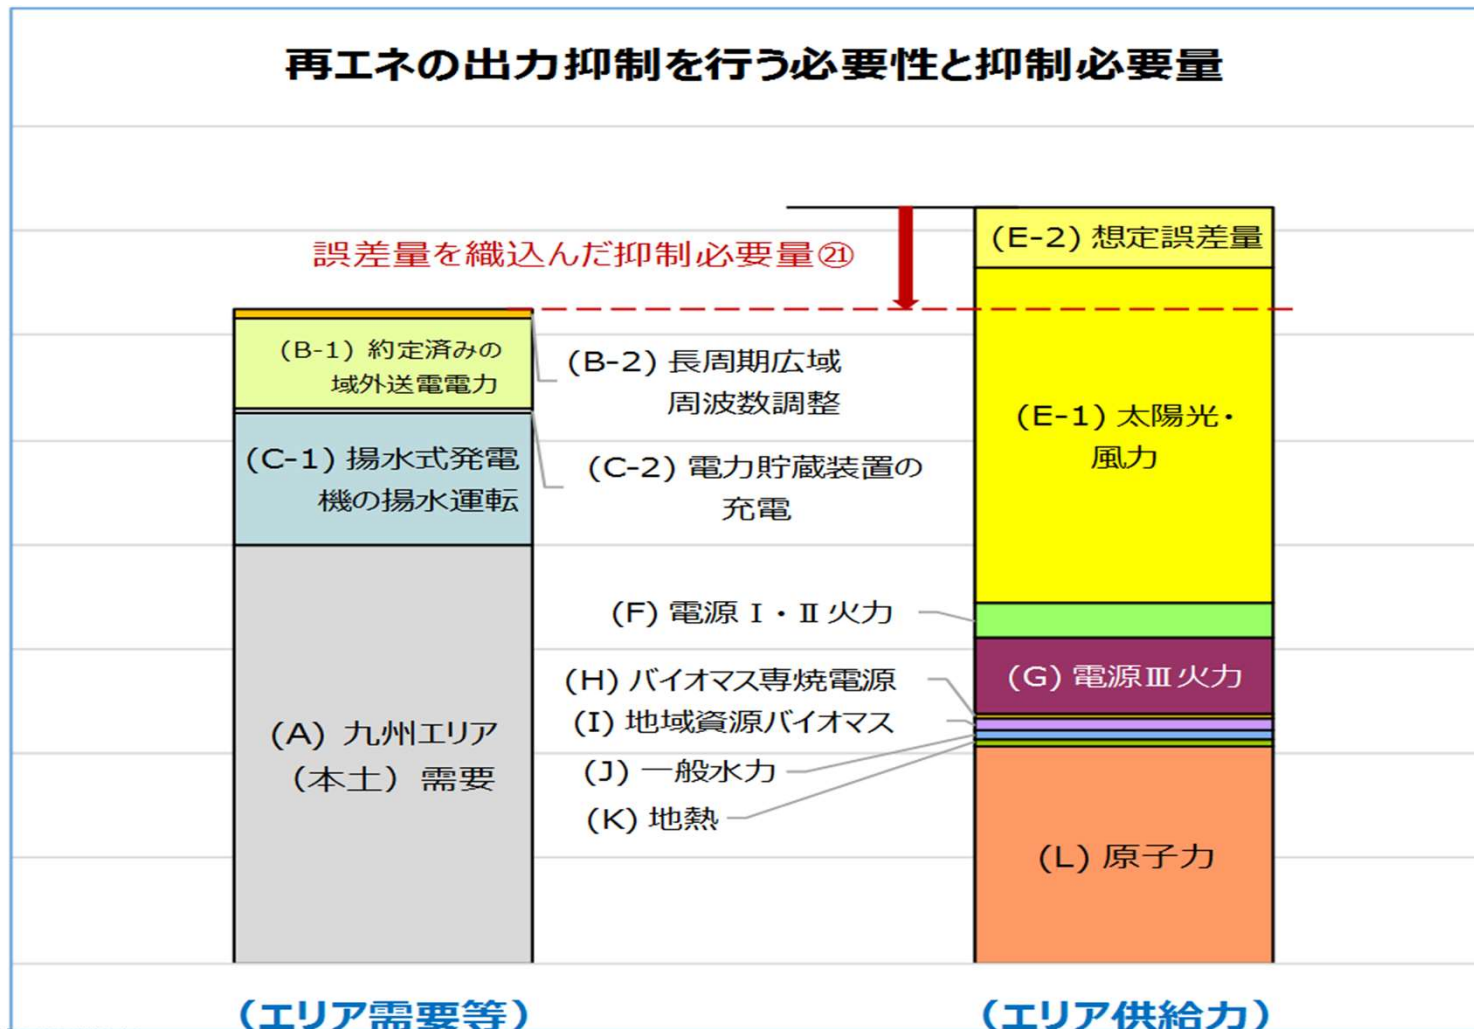 再エネの出力抑制を行う必要性と抑制必要量
誤差量を織込んだ抑制必要量㉑
(B-1) 約定済みの
域外送電電力
(B-2) 長周期広域
周波数調整
(C-1) 揚水式発電
機の揚水運転
(C-2) 電力貯蔵装置の
充電
(A) 九州エリア
(本土) 需要
(エリア需要等)
(E-2) 想定誤差量
(E-1) 太陽光・
風力
(F) 電源Ⅰ・Ⅱ火力
(G) 電源Ⅲ火力
(H) バイオマス専焼電源
(I) 地域資源バイオマス
(J) 一般水力
(K) 地熱
(L) 原子力
(エリア供給力)